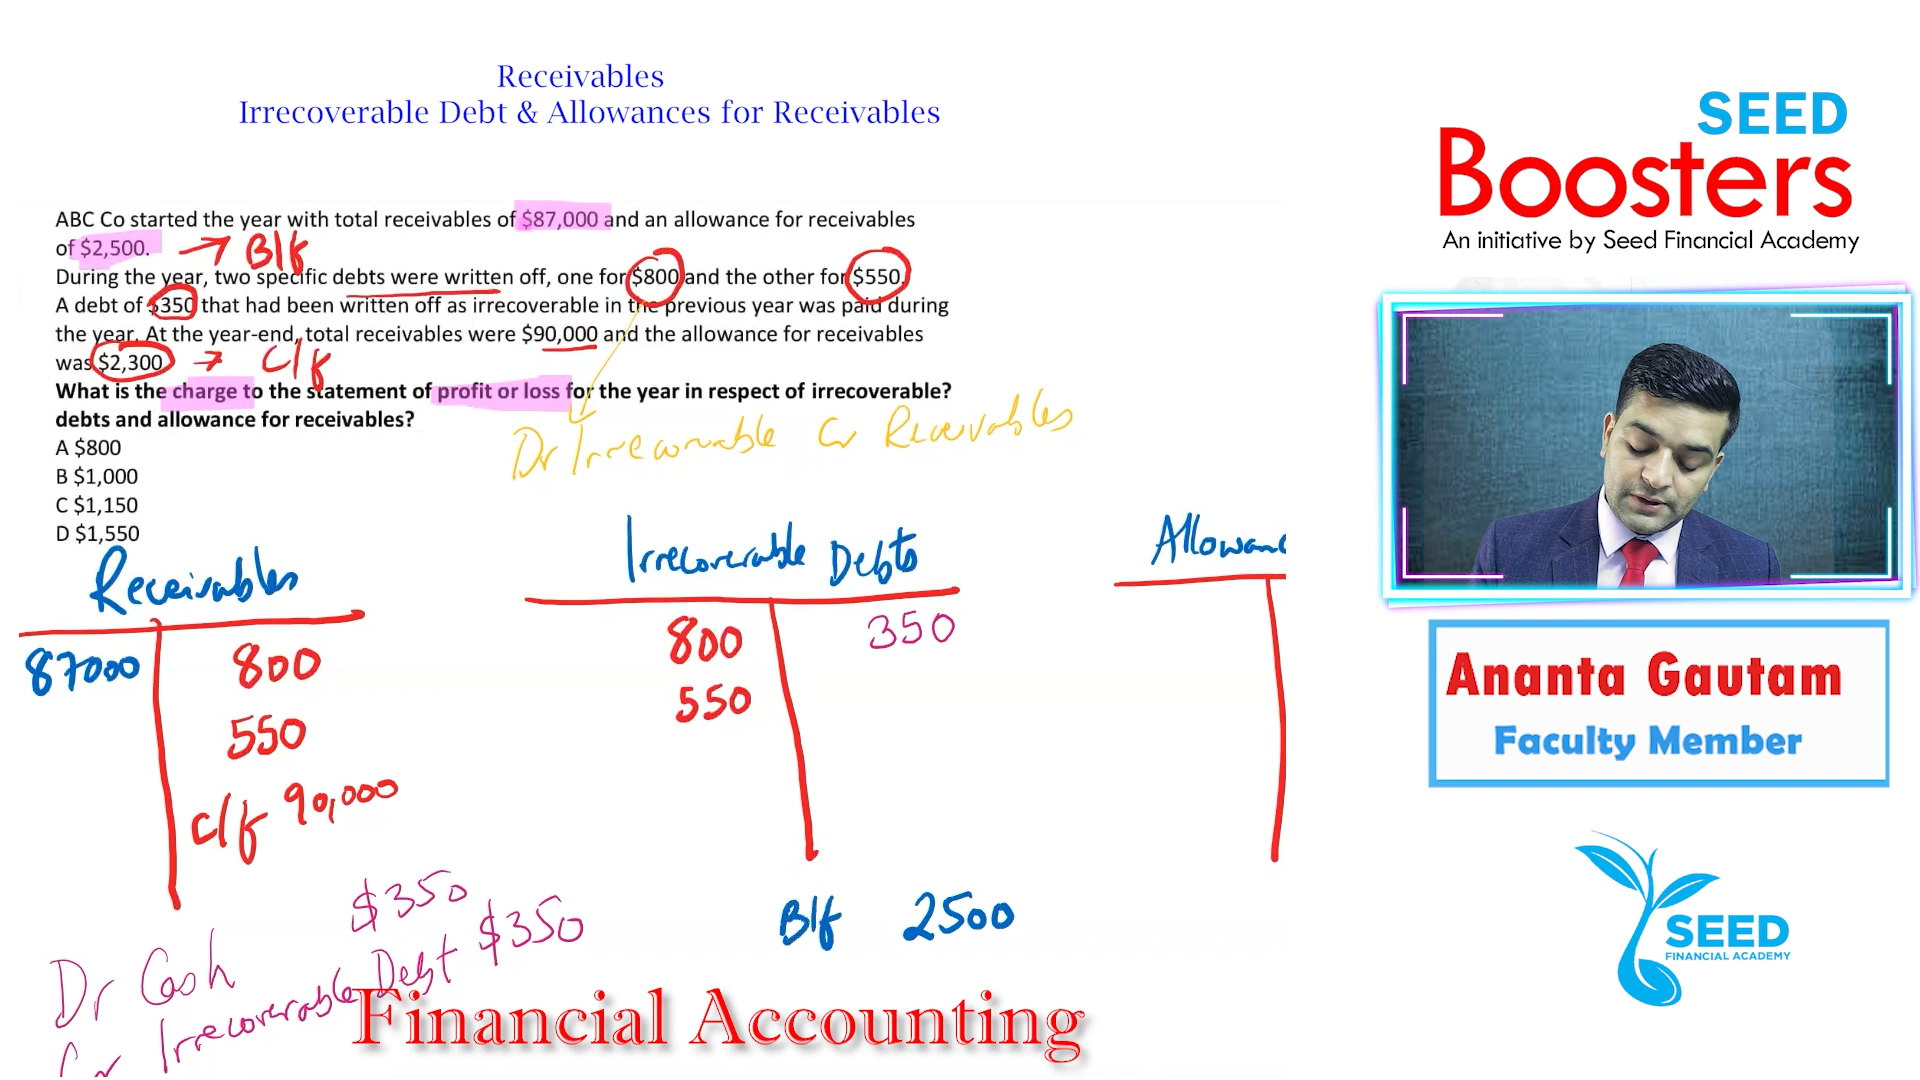 Receivables
Irrecoverable Debt & Allowances for Receivables
SEED
Boosters
An initiative by Seed Financial Academy
ABC Co started the year with total receivables of $87,000 and an allowance for receivables
of $2,500. → B/f
During the year, two specific debts were written off, one for $800 and the other for $550.
A debt of $350 that had been written off as irrecoverable in the previous year was paid during
the year. At the year-end, total receivables were $90,000 and the allowance for receivables
was $2,300 → C/f
What is the charge to the statement of profit or loss for the year in respect of irrecoverable?
debts and allowance for receivables?
Dr Irrecoverable Cr Receivables
A $800
B $1,000
C $1,150
D $1,550
Receivables
87000 800
550
c/f 90,000
Irrecoverable Debts
800 350
550
Allowanc
B/f 2500
Dr Cash $350
Cr Irrecoverable Debt $350
Financial Accounting
Ananta Gautam
Faculty Member
SEED
FINANCIAL ACADEMY